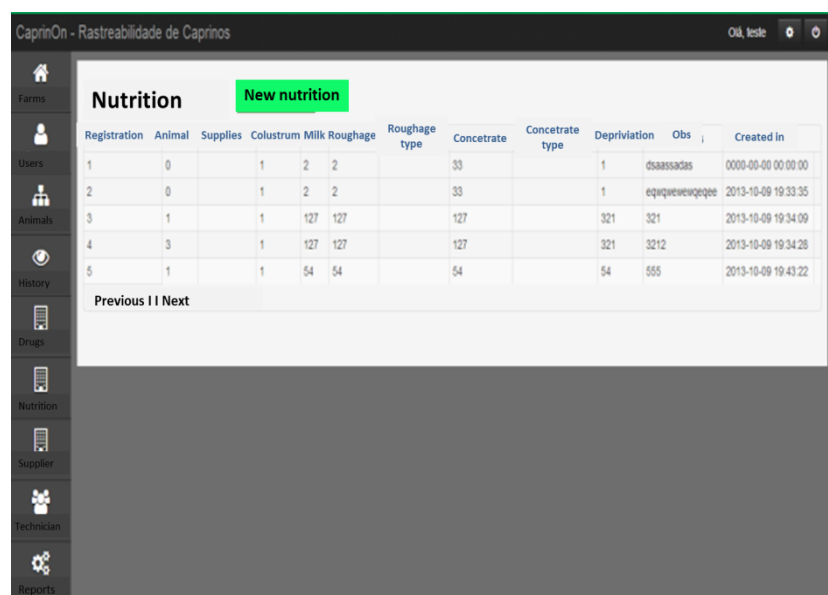 CaprinOn - Rastreabilidade de Caprinos
Olá, teste
Farms
Users
Animals
History
Drugs
Nutrition
Supplier
Technician
Reports
Nutrition
New nutrition
Registration Animal Supplies Colustrum Milk Roughage Roughage type Concetrate Concetrate type Depriviation Obs Created in
1 0 1 2 2 33 1 dsaassadas 0000-00-00 00:00:00
2 0 1 2 2 33 1 2013-10-09 19:33:35
3 1 1 127 127 127 321 321 2013-10-09 19:34:09
4 3 1 127 127 127 321 3212 2013-10-09 19:34:28
5 1 1 54 54 54 54 555 2013-10-09 19:43:22
Previous I I Next